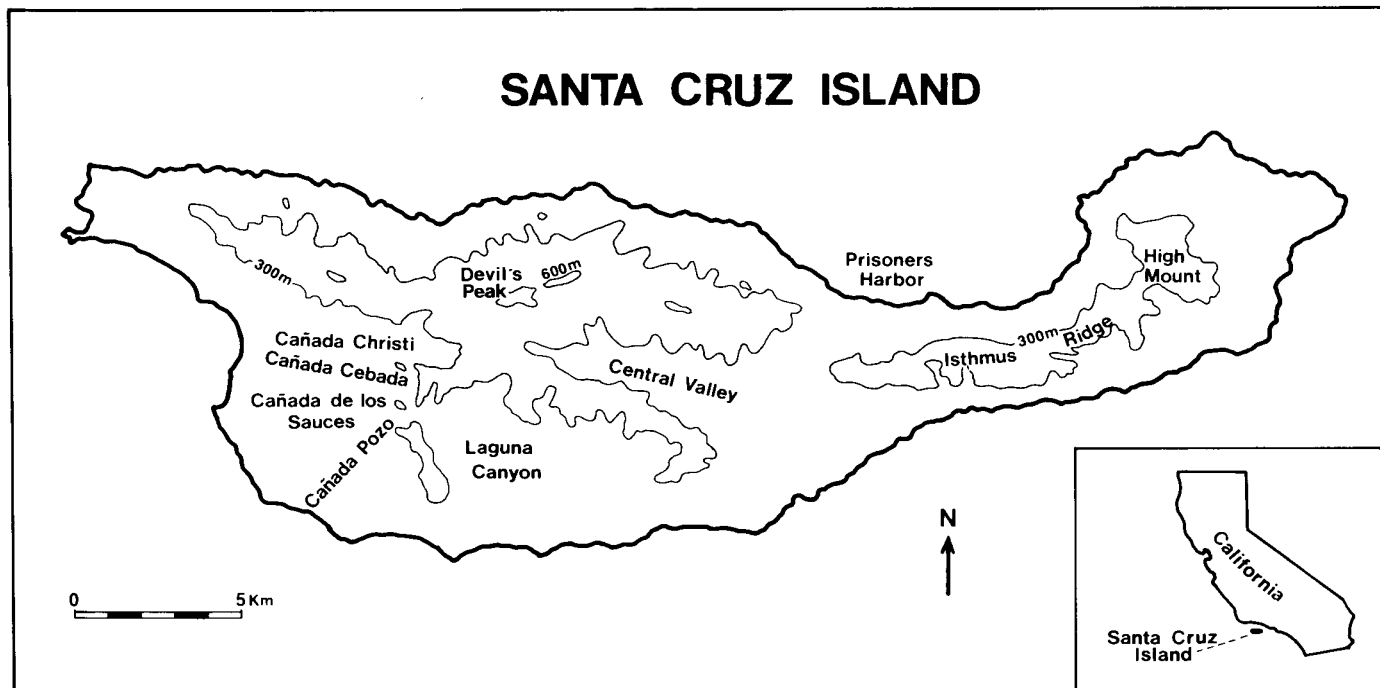 SANTA CRUZ ISLAND
Prisoners
Harbor
High
Mount
300m
Devil's
Peak
600m
Cañada Christi
Cañada Cebada
Cañada de los
Sauces
Cañada Pozo
Central Valley
Laguna
Canyon
300m
Isthmus
Ridge
N
0 5 Km
California
Santa Cruz
Island